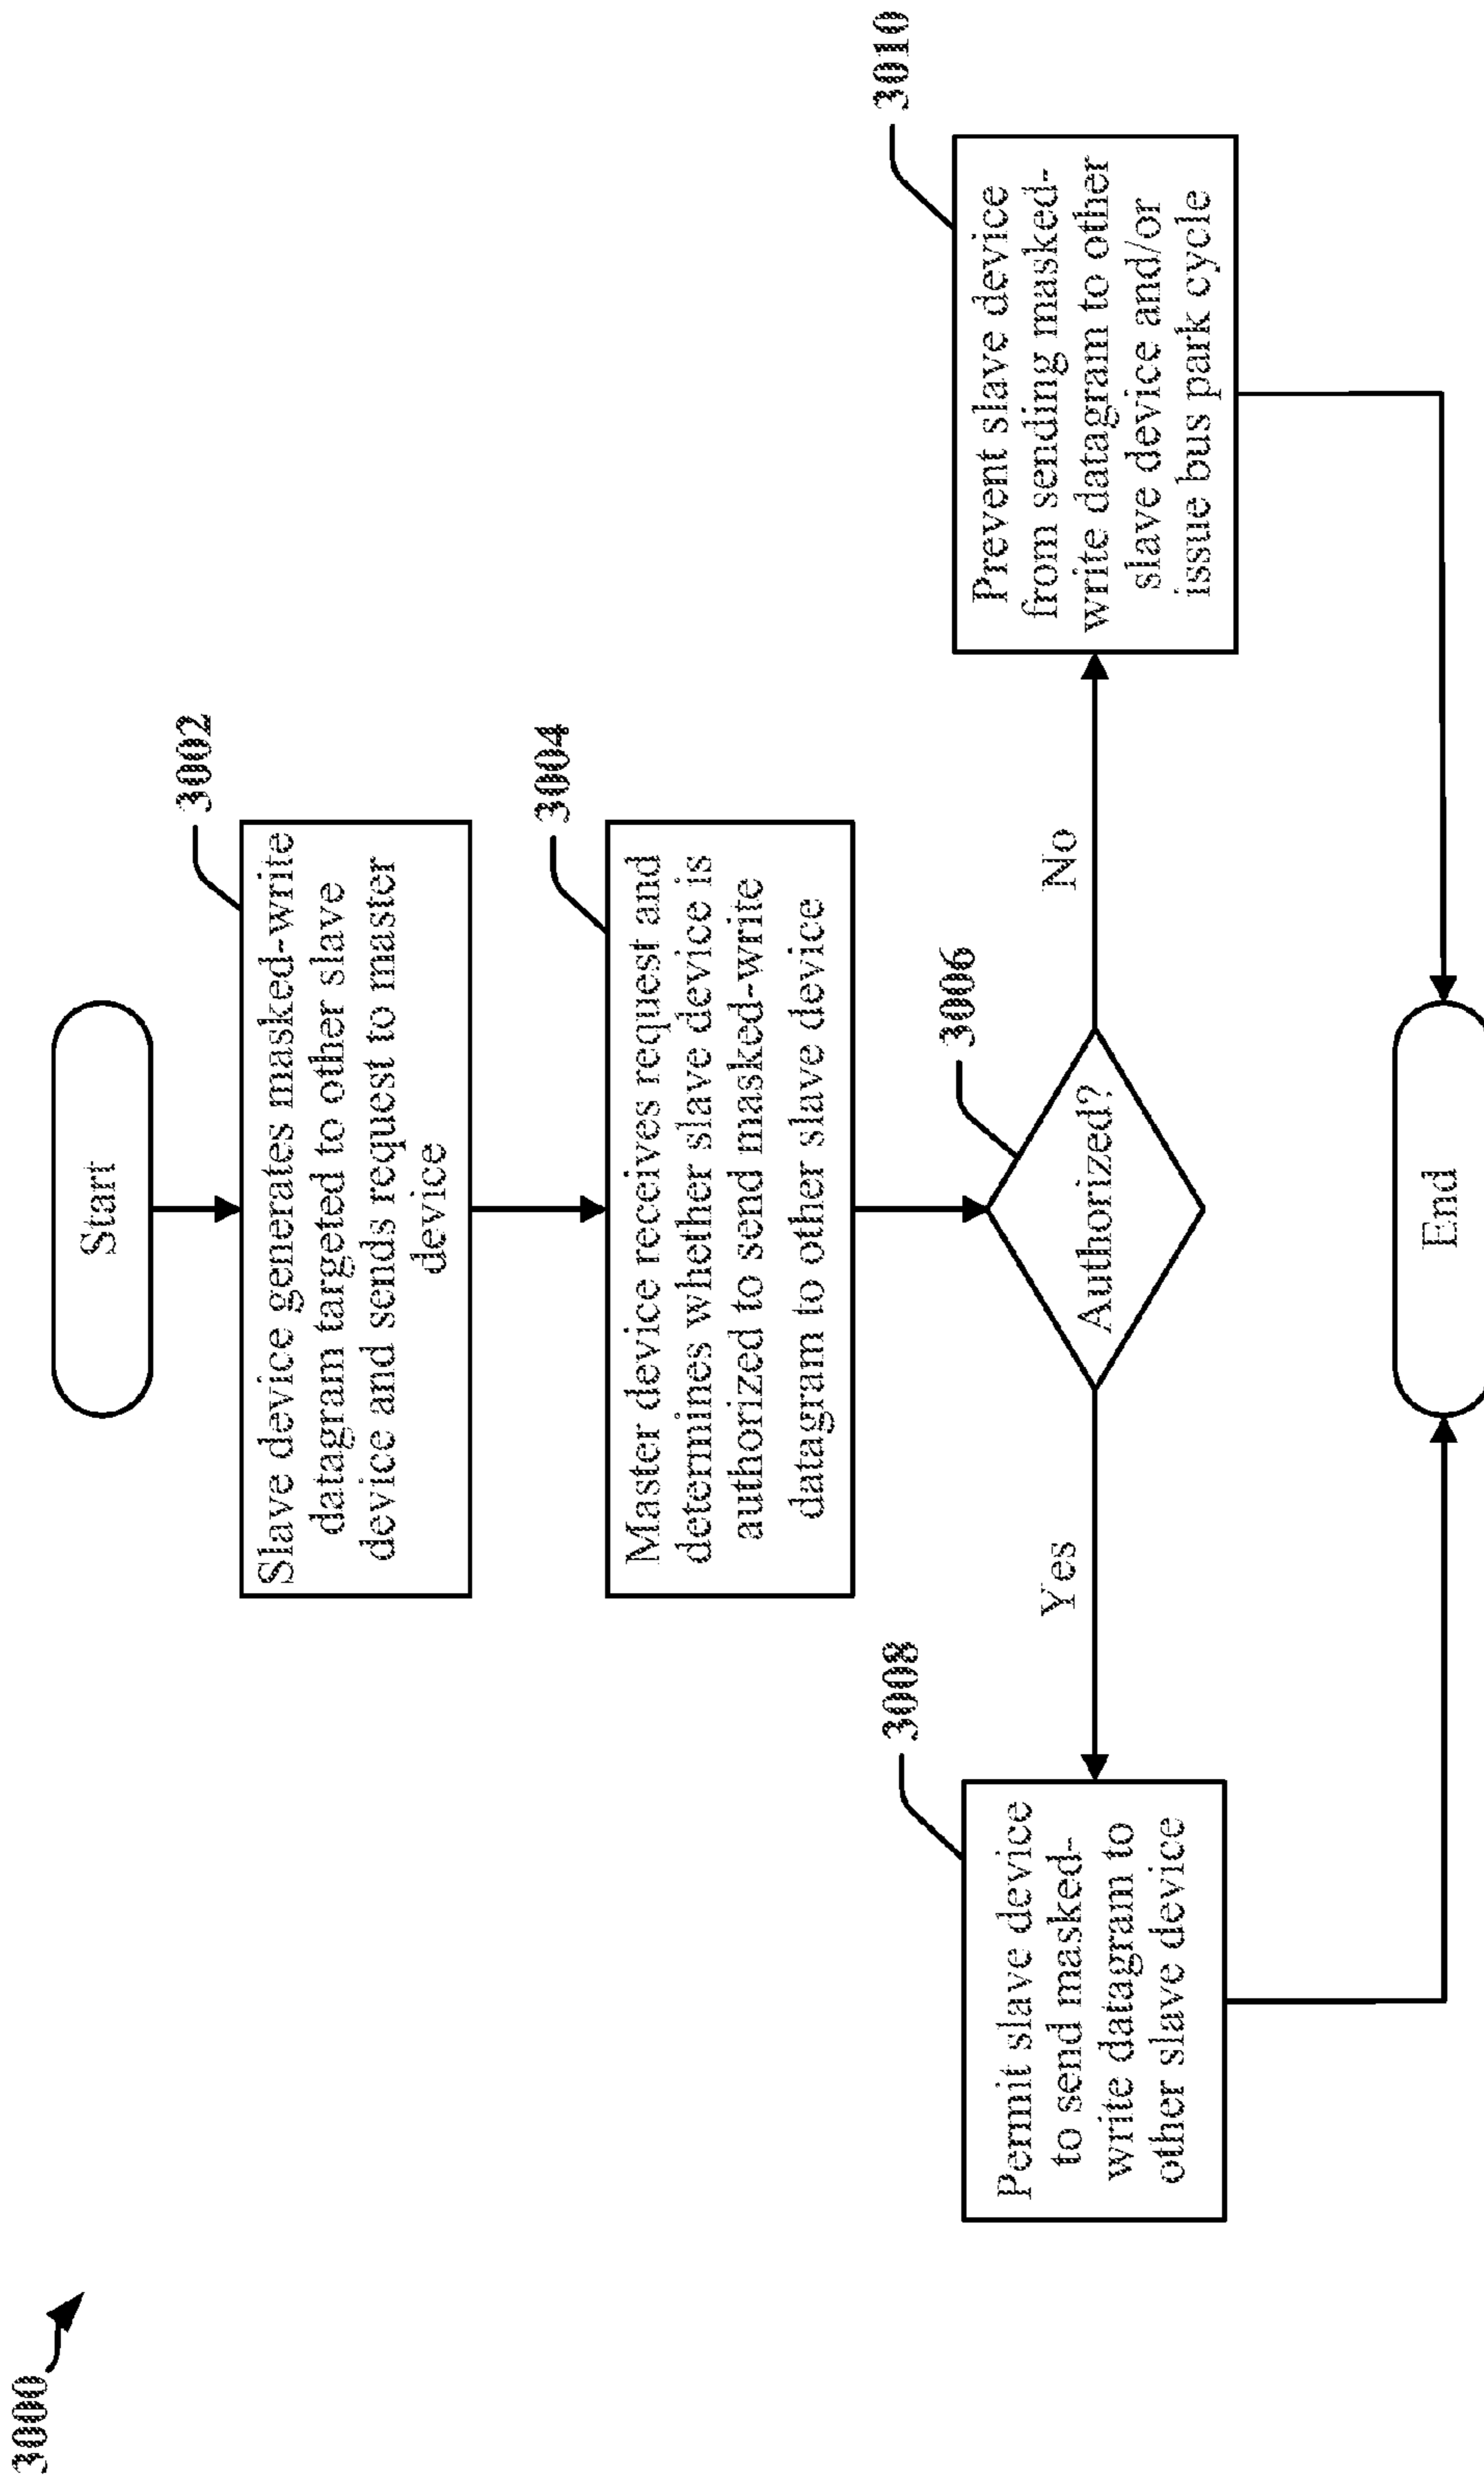 3000
Start
3002
Slave device generates masked-write
datagram targeted to other slave
device and sends request to master
device
3004
Master device receives request and
determines whether slave device is
authorized to send masked-write
datagram to other slave device
3006
Authorized?
Yes
No
3008
Permit slave device
to send masked-
write datagram to
other slave device
3010
Prevent slave device
from sending masked-
write datagram to other
slave device and/or
issue bus park cycle
End